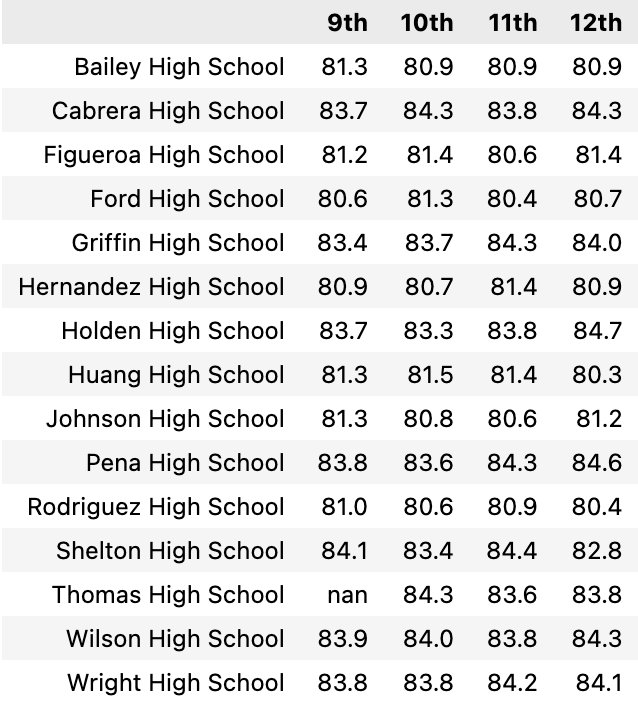 9th 10th 11th 12th
Bailey High School 81.3 80.9 80.9 80.9
Cabrera High School 83.7 84.3 83.8 84.3
Figueroa High School 81.2 81.4 80.6 81.4
Ford High School 80.6 81.3 80.4 80.7
Griffin High School 83.4 83.7 84.3 84.0
Hernandez High School 80.9 80.7 81.4 80.9
Holden High School 83.7 83.3 83.8 84.7
Huang High School 81.3 81.5 81.4 80.3
Johnson High School 81.3 80.8 80.6 81.2
Pena High School 83.8 83.6 84.3 84.6
Rodriguez High School 81.0 80.6 80.9 80.4
Shelton High School 84.1 83.4 84.4 82.8
Thomas High School nan 84.3 83.6 83.8
Wilson High School 83.9 84.0 83.8 84.3
Wright High School 83.8 83.8 84.2 84.1